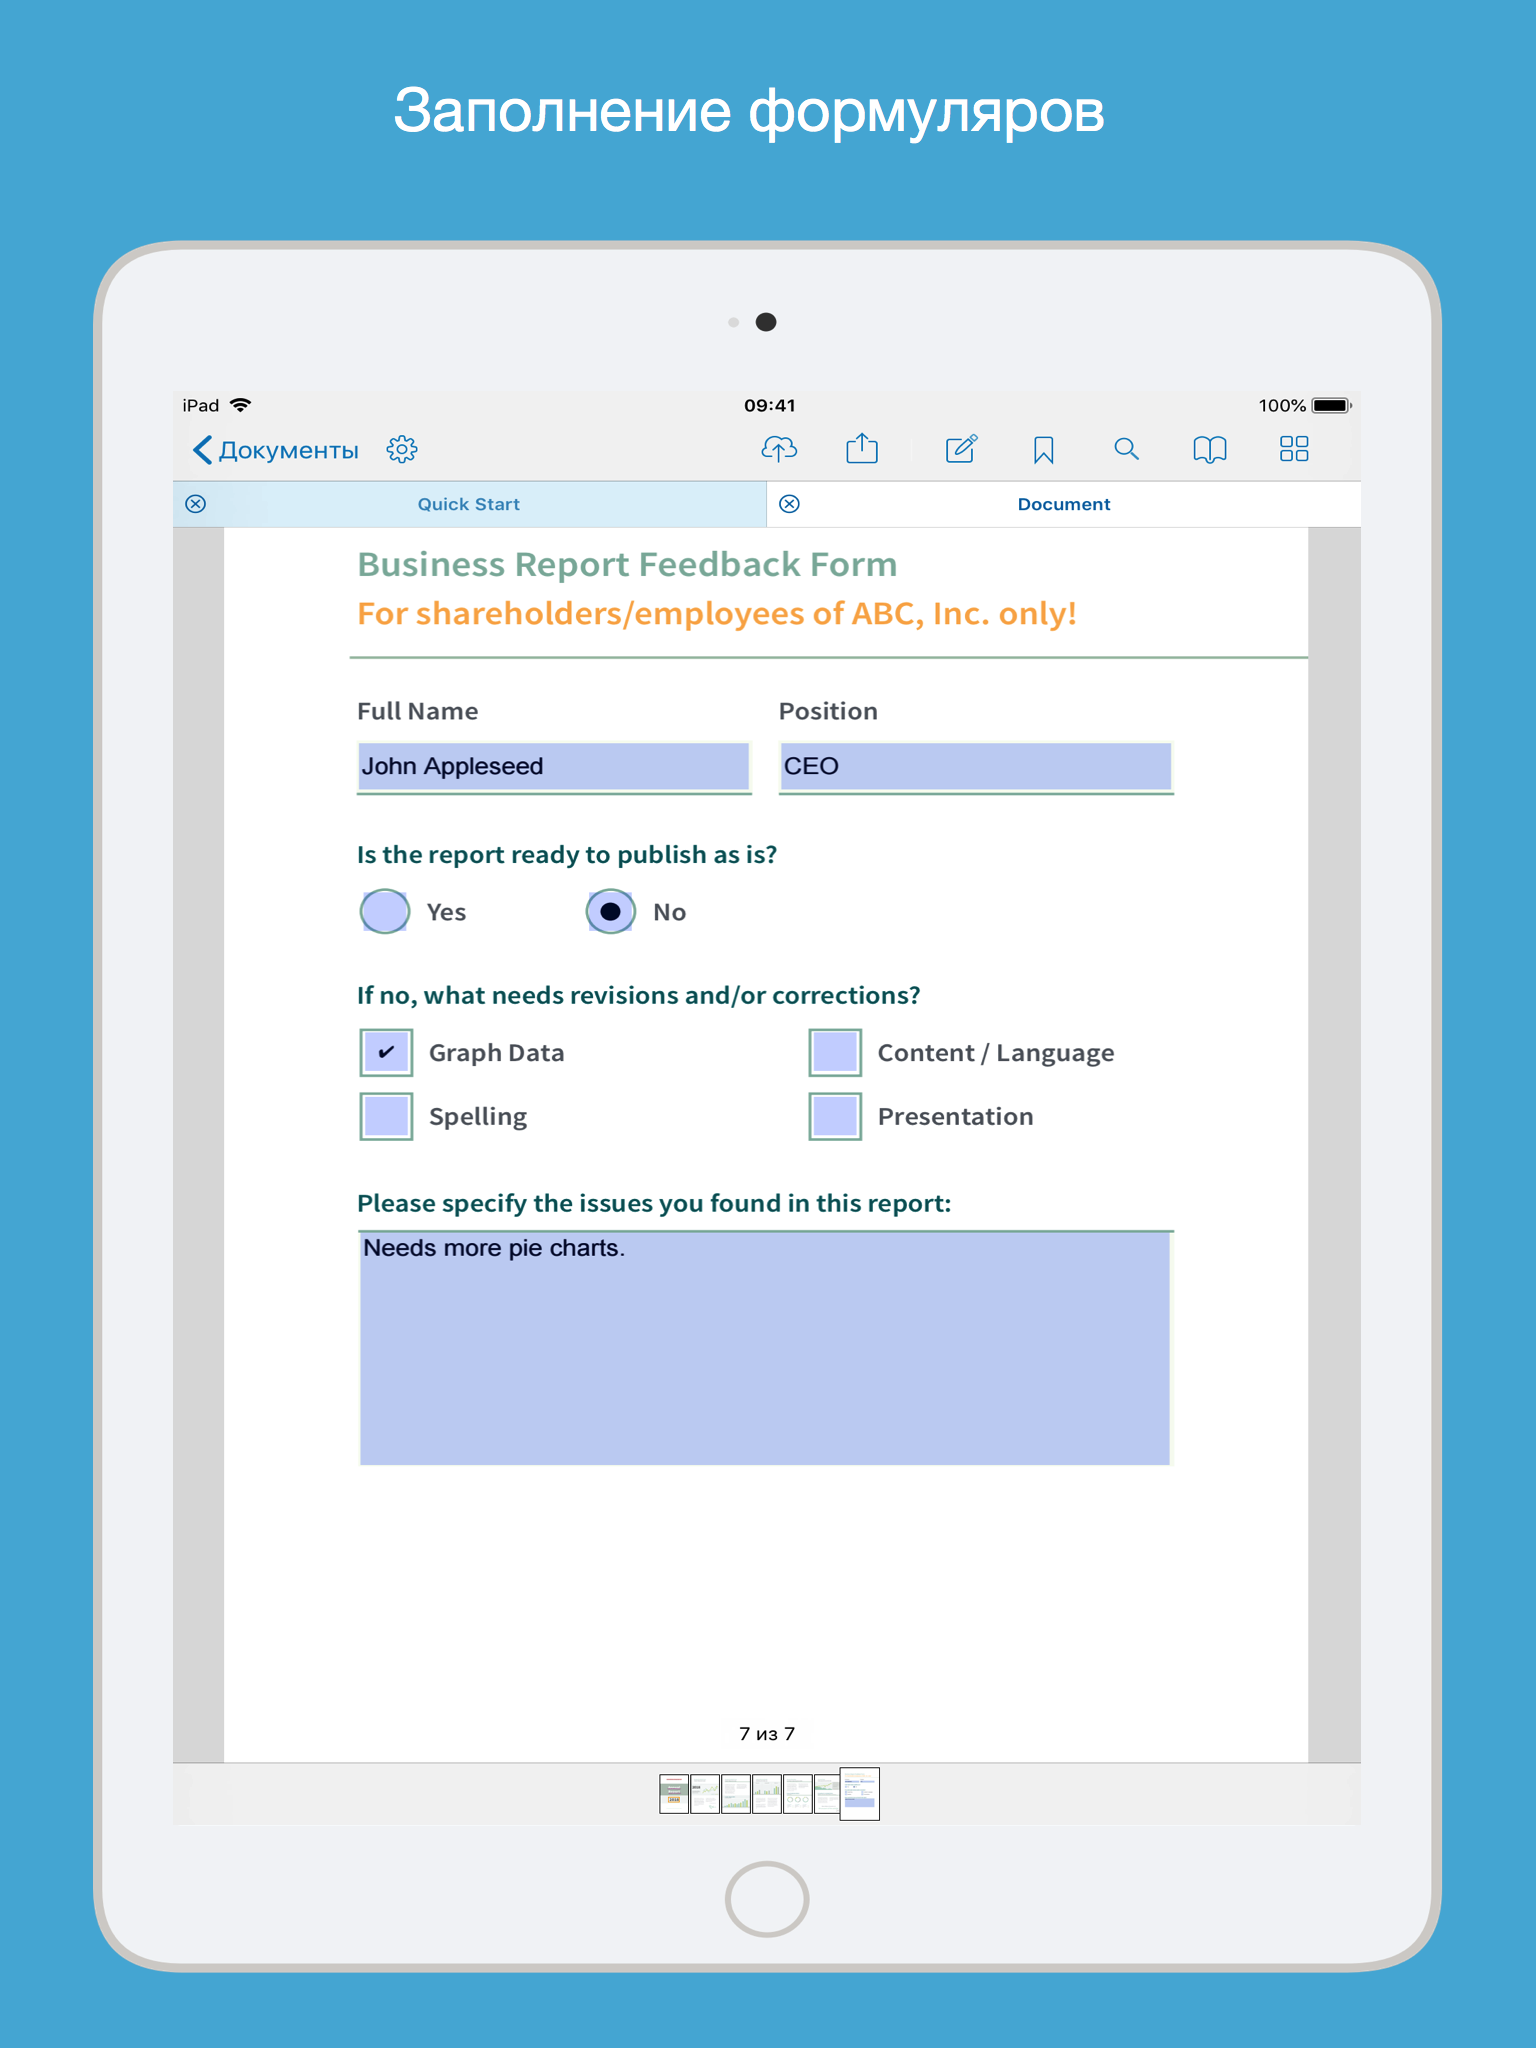 Заполнение формуляров
iPad 09:41 100%
Документы
Quick Start Document
Business Report Feedback Form
For shareholders/employees of ABC, Inc. only!
Full Name Position
John Appleseed CEO
Is the report ready to publish as is?
Yes No
If no, what needs revisions and/or corrections?
Graph Data Content / Language
Spelling Presentation
Please specify the issues you found in this report:
Needs more pie charts.
7 из 7